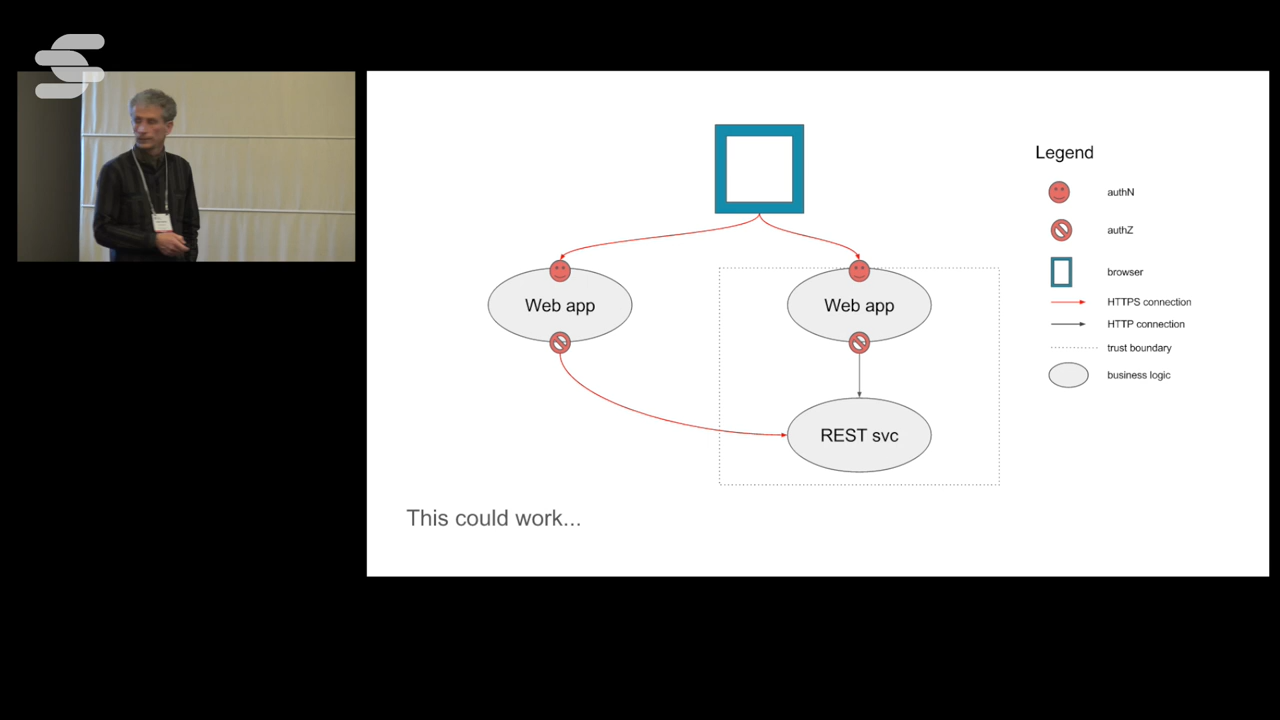 Legend
authN
authZ
browser
HTTPS connection
HTTP connection
trust boundary
business logic
Web app
Web app
REST svc
This could work...